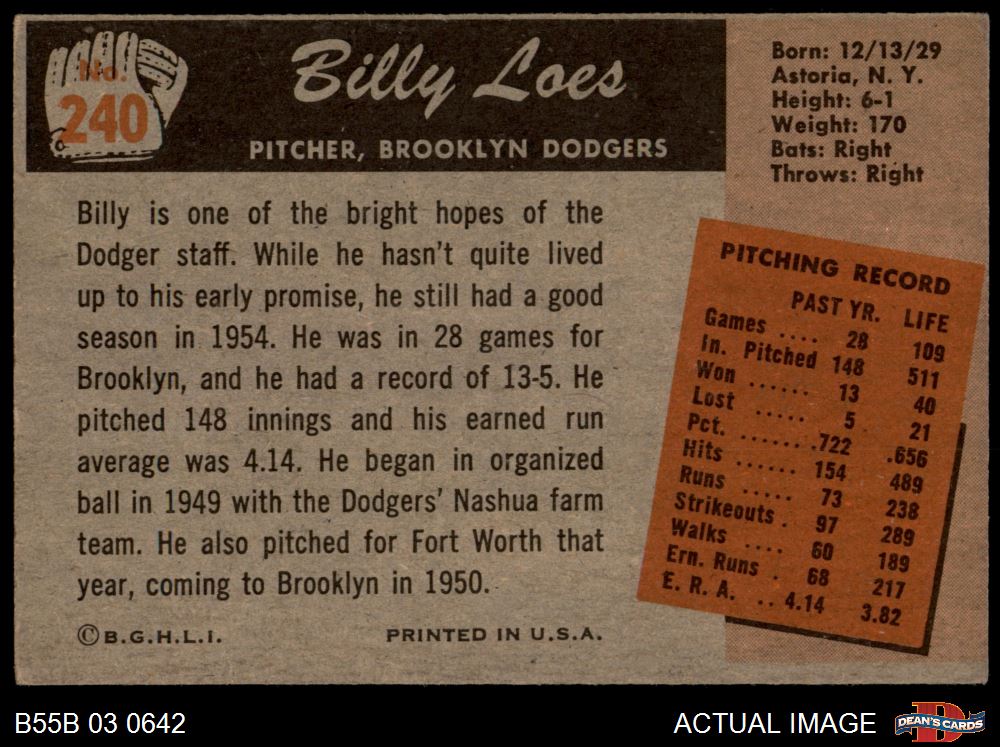 No.
240
Billy Loes
PITCHER, BROOKLYN DODGERS
Born: 12/13/29
Astoria, N. Y.
Height: 6-1
Weight: 170
Bats: Right
Throws: Right
Billy is one of the bright hopes of the
Dodger staff. While he hasn't quite lived
up to his early promise, he still had a good
season in 1954. He was in 28 games for
Brooklyn, and he had a record of 13-5. He
pitched 148 innings and his earned run
average was 4.14. He began in organized
ball in 1949 with the Dodgers' Nashua farm
team. He also pitched for Fort Worth that
year, coming to Brooklyn in 1950.
©B.G.H.L.I. PRINTED IN U.S.A.
PITCHING RECORD
PAST YR. LIFE
Games .... 28 109
In. Pitched 148 511
Won ...... 13 40
Lost ..... 5 21
Pct. ...... .722 .656
Hits ...... 154 489
Runs ..... 73 238
Strikeouts . 97 289
Walks .... 60 189
Ern. Runs . 68 217
E. R. A. .. 4.14 3.82
B55B 03 0642
ACTUAL IMAGE
D
DEAN'S CARDS